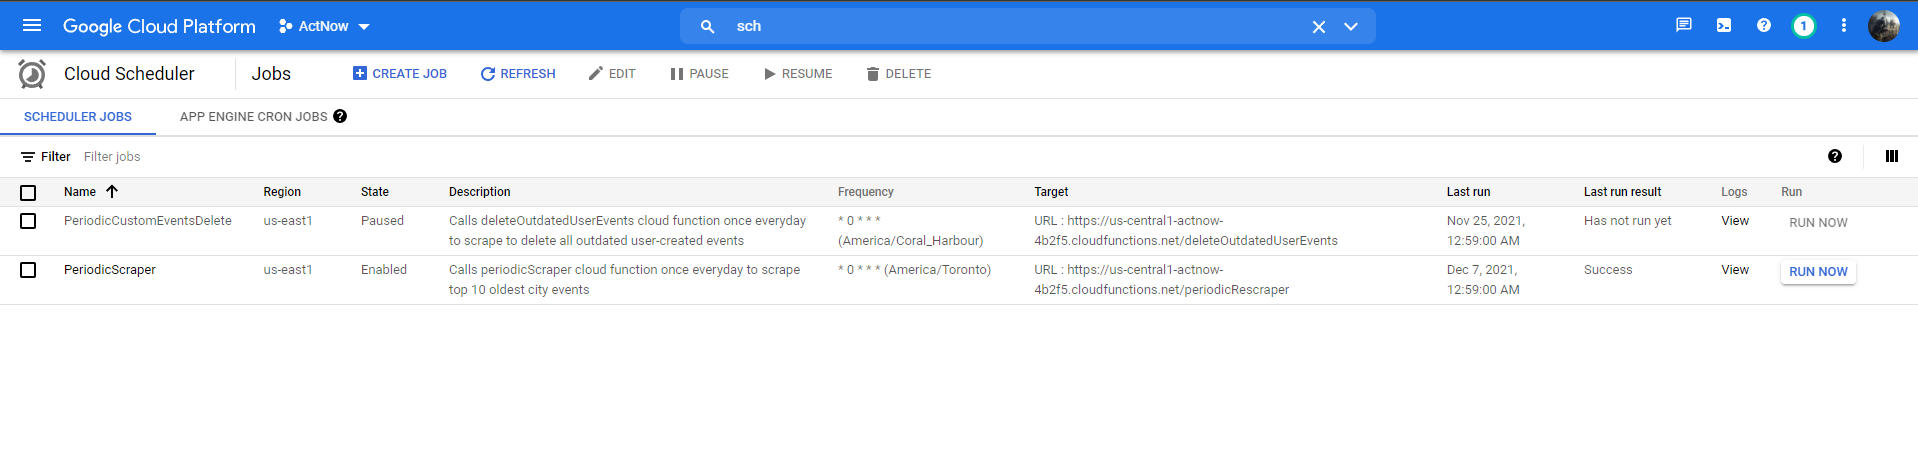 Google Cloud Platform ActNow sch 1
Cloud Scheduler Jobs CREATE JOB REFRESH EDIT PAUSE RESUME DELETE
SCHEDULER JOBS APP ENGINE CRON JOBS ?
Filter Filter jobs ?
Name Region State Description Frequency Target Last run Last run result Logs Run
PeriodicCustomEventsDelete us-east1 Paused Calls deleteOutdatedUserEvents cloud function once everyday * 0 * * * URL : https://us-central1-actnow- Nov 25, 2021, Has not run yet View RUN NOW
to scrape to delete all outdated user-created events (America/Coral_Harbour) 4b2f5.cloudfunctions.net/deleteOutdatedUserEvents 12:59:00 AM
PeriodicScraper us-east1 Enabled Calls periodicScraper cloud function once everyday to scrape * 0 * * * (America/Toronto) URL : https://us-central1-actnow- Dec 7, 2021, Success View RUN NOW
top 10 oldest city events 4b2f5.cloudfunctions.net/periodicRescraper 12:59:00 AM